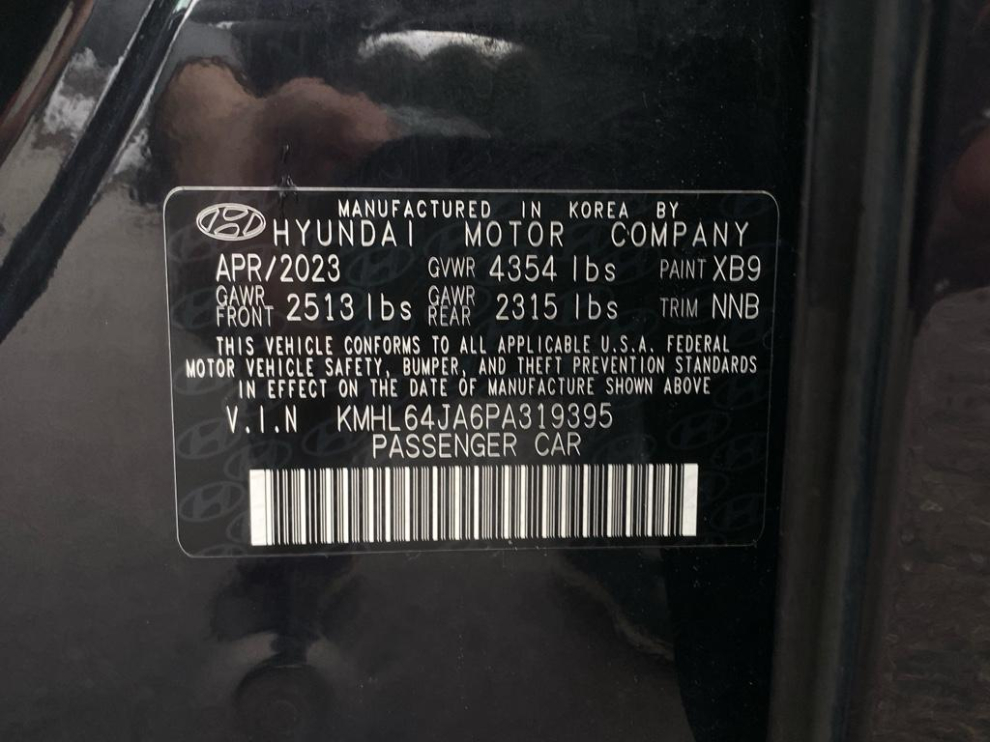 MANUFACTURED IN KOREA BY
HYUNDAI MOTOR COMPANY
APR/2023 GVWR 4354 lbs PAINT XB9
GAWR FRONT 2513 lbs GAWR REAR 2315 lbs TRIM NNB
THIS VEHICLE CONFORMS TO ALL APPLICABLE U.S.A. FEDERAL
MOTOR VEHICLE SAFETY, BUMPER, AND THEFT PREVENTION STANDARDS
IN EFFECT ON THE DATE OF MANUFACTURE SHOWN ABOVE
V.I.N KMHL64JA6PA319395
PASSENGER CAR